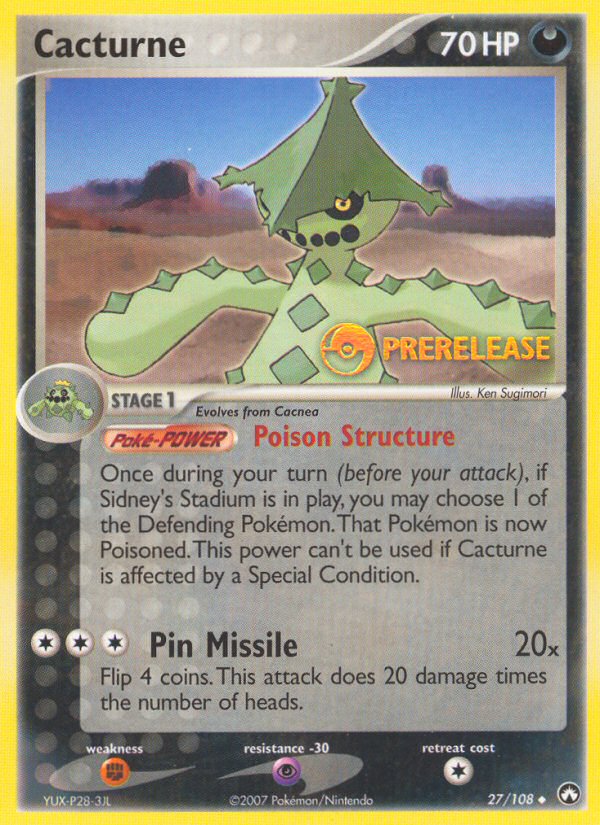 Cacturne
70 HP
PRERELEASE
Illus. Ken Sugimori
STAGE 1
Evolves from Cacnea
Poké-POWER Poison Structure
Once during your turn (before your attack), if
Sidney's Stadium is in play, you may choose 1 of
the Defending Pokémon. That Pokémon is now
Poisoned. This power can't be used if Cacturne
is affected by a Special Condition.
Pin Missile 20x
Flip 4 coins. This attack does 20 damage times
the number of heads.
weakness resistance -30 retreat cost
YUX-P28-3JL ©2007 Pokémon/Nintendo 27/108